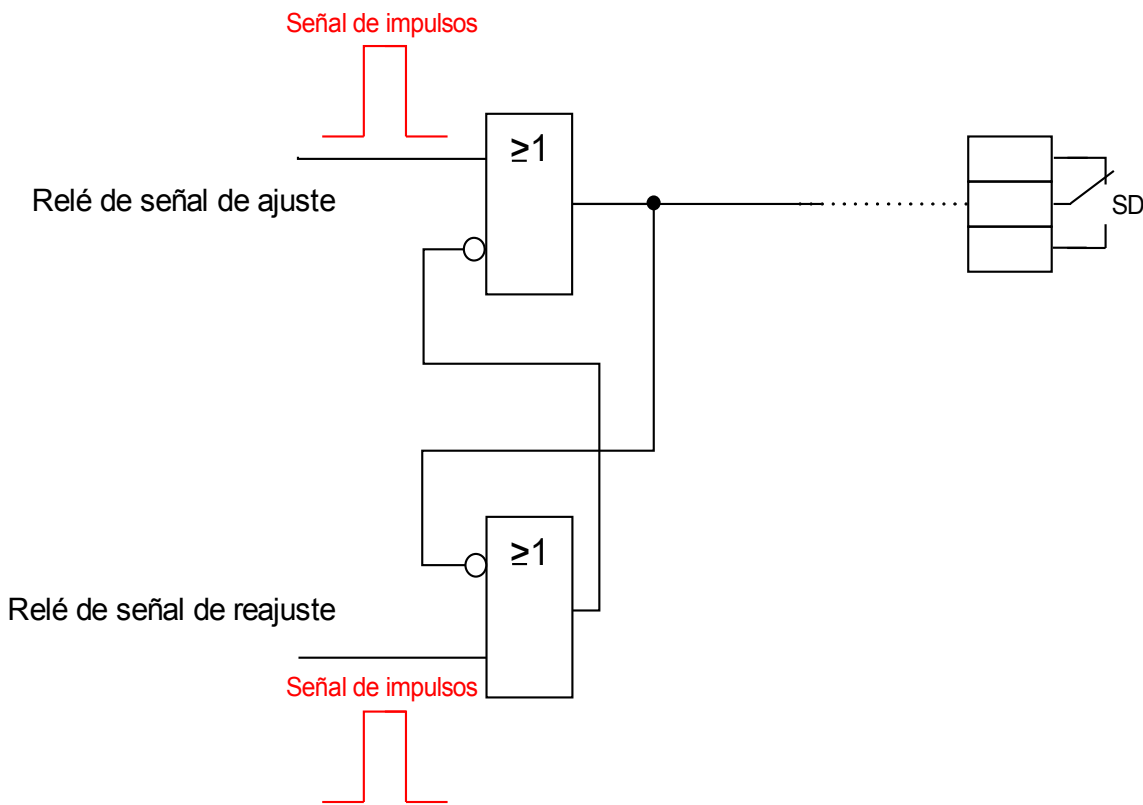 Señal de impulsos
≥1
Relé de señal de ajuste
SD
≥1
Relé de señal de reajuste
Señal de impulsos